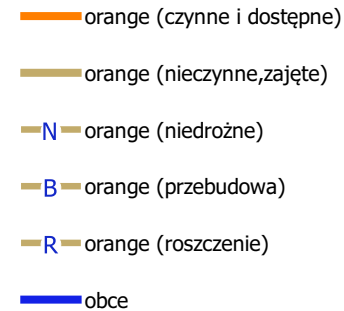 orange (czynne i dostępne)
orange (nieczynne,zajęte)
N orange (niedrożne)
B orange (przebudowa)
R orange (roszczenie)
obce